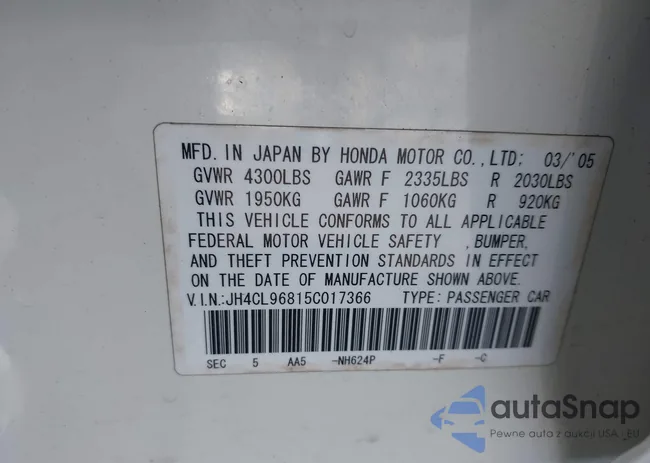 MFD. IN JAPAN BY HONDA MOTOR CO.,LTD; 03/'05
GVWR 4300LBS GAWR F 2335LBS R 2030LBS
GVWR 1950KG GAWR F 1060KG R 920KG
THIS VEHICLE CONFORMS TO ALL APPLICABLE
FEDERAL MOTOR VEHICLE SAFETY ,BUMPER,
AND THEFT PREVENTION STANDARDS IN EFFECT
ON THE DATE OF MANUFACTURE SHOWN ABOVE.
V.I.N.:JH4CL96815C017366 TYPE: PASSENGER CAR
SEC 5 AA5 -NH624P -F -C
autoSnap
Pewne auta z aukcji USA _EU